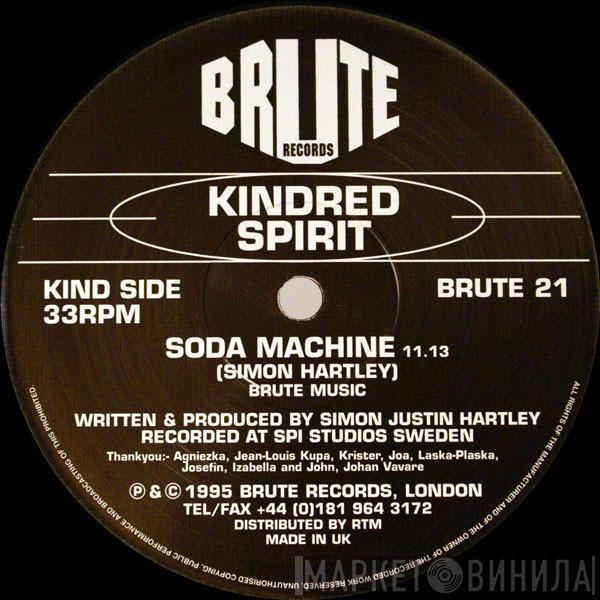 BRUTE
RECORDS
KINDRED
SPIRIT
KIND SIDE
33RPM
BRUTE 21
SODA MACHINE 11.13
(SIMON HARTLEY)
BRUTE MUSIC
WRITTEN & PRODUCED BY SIMON JUSTIN HARTLEY
RECORDED AT SPI STUDIOS SWEDEN
Thankyou:- Agniezka, Jean-Louis Kupa, Krister, Joa, Laska-Plaska,
Josefin, Izabella and John, Johan Vavare
Ⓟ & © 1995 BRUTE RECORDS, LONDON
TEL/FAX +44 (0)181 964 3172
DISTRIBUTED BY RTM
MADE IN UK
ALL RIGHTS OF THE MANUFACTURER AND OF THE OWNER OF THE RECORDED WORK RESERVED. UNAUTHORISED COPYING, PUBLIC PERFORMANCE AND BROADCASTING OF THIS PROHIBITED.
МАРКЕТ ВИНИЛА